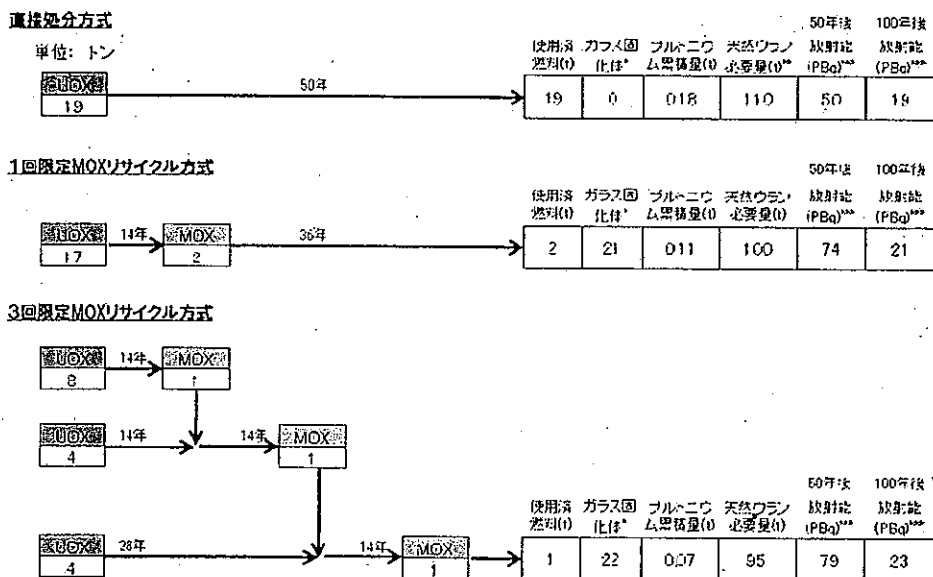 直接処分方式
単位: トン
50年後 100年後
使用済 ガラス固 プルトニウ 天然ウラン 放射能 放射能
燃料(t) 化体* ム累積量(t) 必要量(t)** (PBq)*** (PBq)***
UOX 50年
19
19 0 018 110 50 19
1回限定MOXリサイクル方式
50年後 100年後
使用済 ガラス固 プルトニウ 天然ウラン 放射能 放射能
燃料(t) 化体* ム累積量(t) 必要量(t) (PBq)*** (PBq)***
UOX 14年 MOX 36年
17 2
2 21 011 100 74 21
3回限定MOXリサイクル方式
UOX 14年 MOX
8 1
UOX 14年 14年 MOX
4 1
50年後 100年後
使用済 ガラス固 プルトニウ 天然ウラン 放射能 放射能
燃料(t) 化体* ム累積量(t) 必要量(t) (PBq)*** (PBq)***
UOX 28年 14年 MOX
4 1
1 22 0.07 95 79 23